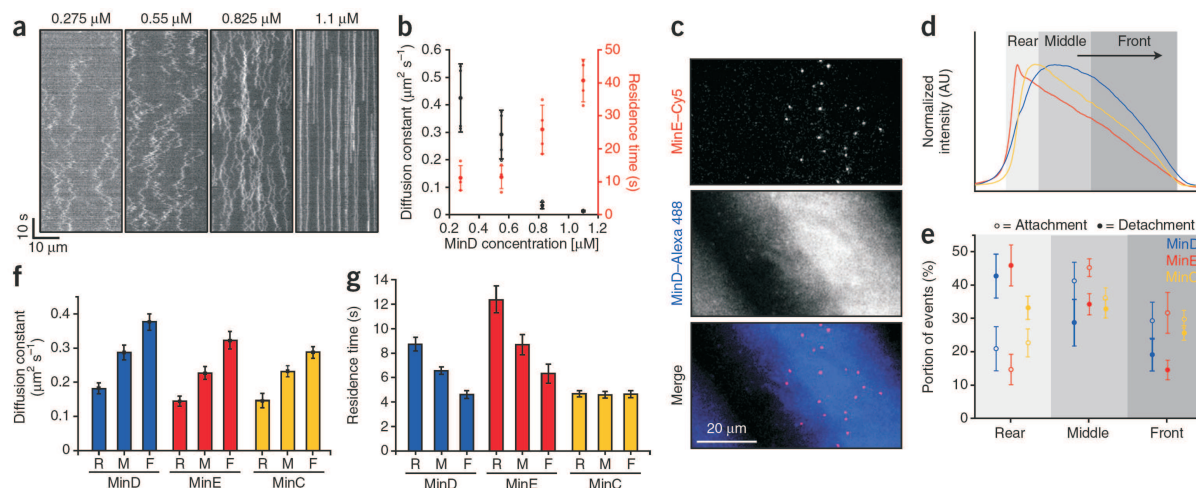 a
0.275 μM 0.55 μM 0.825 μM 1.1 μM
10 s
10 μm
b
Diffusion constant (μm² s⁻¹)
0.6
0.5
0.4
0.3
0.2
0.1
0
0.2 0.4 0.6 0.8 1.0 1.2
MinD concentration [μM]
50
40
30
20
10
0
Residence time (s)
c
MinE–Cy5
MinD–Alexa 488
Merge
20 μm
d
Normalized
intensity (AU)
Rear Middle Front
e
○ = Attachment ● = Detachment
MinD
MinE
MinC
Portion of events (%)
50
40
30
20
10
0
Rear Middle Front
f
Diffusion constant
(μm² s⁻¹)
0.4
0.3
0.2
0.1
0
R M F R M F R M F
MinD MinE MinC
g
Residence time (s)
14
12
10
8
6
4
2
0
R M F R M F R M F
MinD MinE MinC